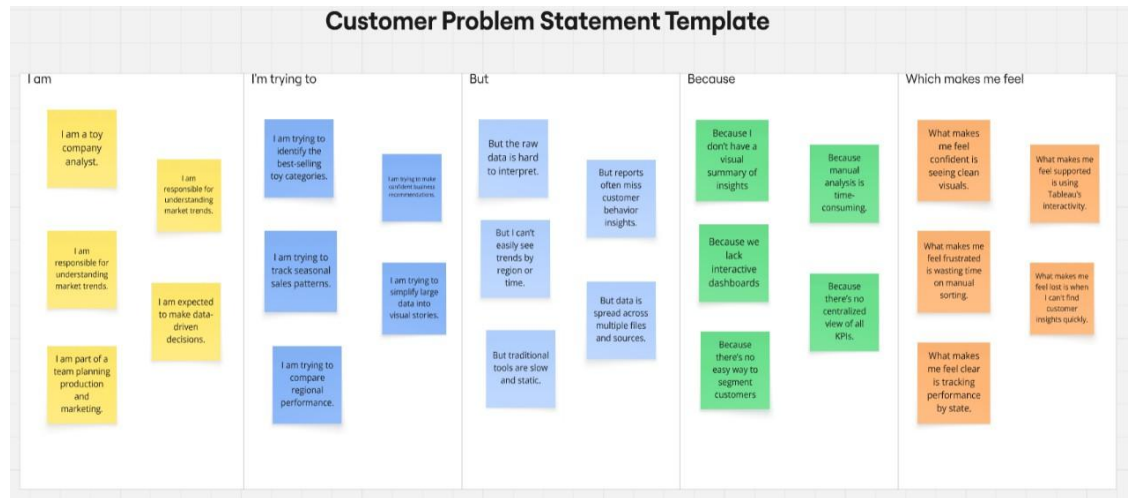 Customer Problem Statement Template
I am
I am a toy
company
analyst.
I am
responsible for
understanding
market trends.
I am
responsible for
understanding
market trends.
I am expected to
make data-
driven
decisions.
I am part of a
team planning
production
and
marketing.
I'm trying to
I am trying to
identify the
best-selling
toy categories.
I am trying to make
confident business
recommendations.
I am trying to
track seasonal
sales patterns.
I am trying to
simplify large
data into
visual stories.
I am trying to
compare
regional
performance.
But
But the raw
data is hard
to interpret.
But reports
often miss
customer
behavior
insights.
But I can't
easily see
trends by
region or
time.
But data is
spread across
multiple files
and sources.
But traditional
tools are slow
and static.
Because
Because I
don't have a
visual
summary of
insights
Because
manual
analysis is
time-
consuming.
Because we
lack
interactive
dashboards
Because
there's no
centralized
view of all
KPIs.
Because
there's no
easy way to
segment
customers
Which makes me feel
What makes
me feel
confident is
seeing clean
visuals.
What makes me
feel supported
is using
Tableau's
interactivity.
What makes me
feel frustrated
is wasting time
on manual
sorting.
What makes me
feel lost is when
I can't find
customer
insights quickly.
What makes
me feel clear
is tracking
performance
by state.